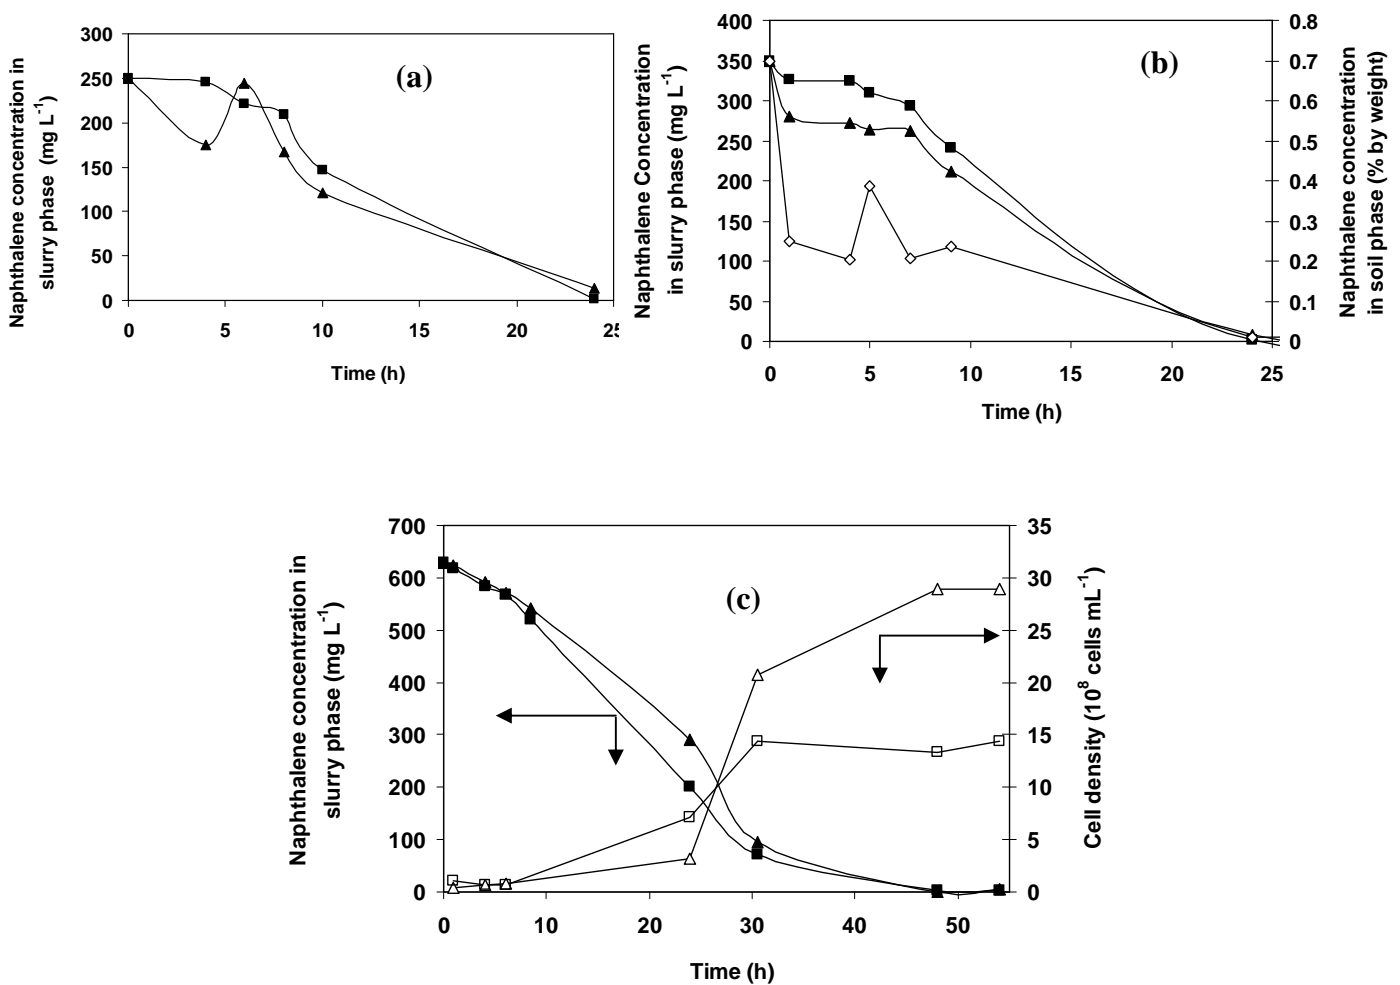 Naphthalene concentration in
slurry phase (mg L-1)
300
250
200
150
100
50
0
(a)
0 5 10 15 20 25
Time (h)
Naphthalene Concentration
in slurry phase (mg L-1)
400
350
300
250
200
150
100
50
0
(b)
0.8
0.7
0.6
0.5
0.4
0.3
0.2
0.1
0
Naphthalene concentration
in soil phase (% by weight)
0 5 10 15 20 25
Time (h)
Naphthalene concentration in
slurry phase (mg L-1)
700
600
500
400
300
200
100
0
(c)
35
30
25
20
15
10
5
0
Cell density (10^8 cells mL-1)
0 10 20 30 40 50
Time (h)